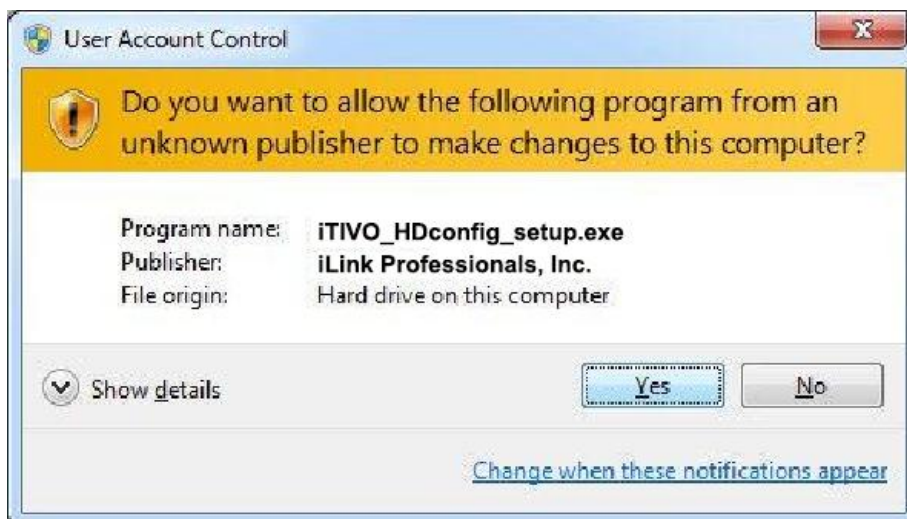 User Account Control
Do you want to allow the following program from an
unknown publisher to make changes to this computer?
Program name: iTIVO_HDconfig_setup.exe
Publisher: iLink Professionals, Inc.
File origin: Hard drive on this computer
Show details
Yes No
Change when these notifications appear